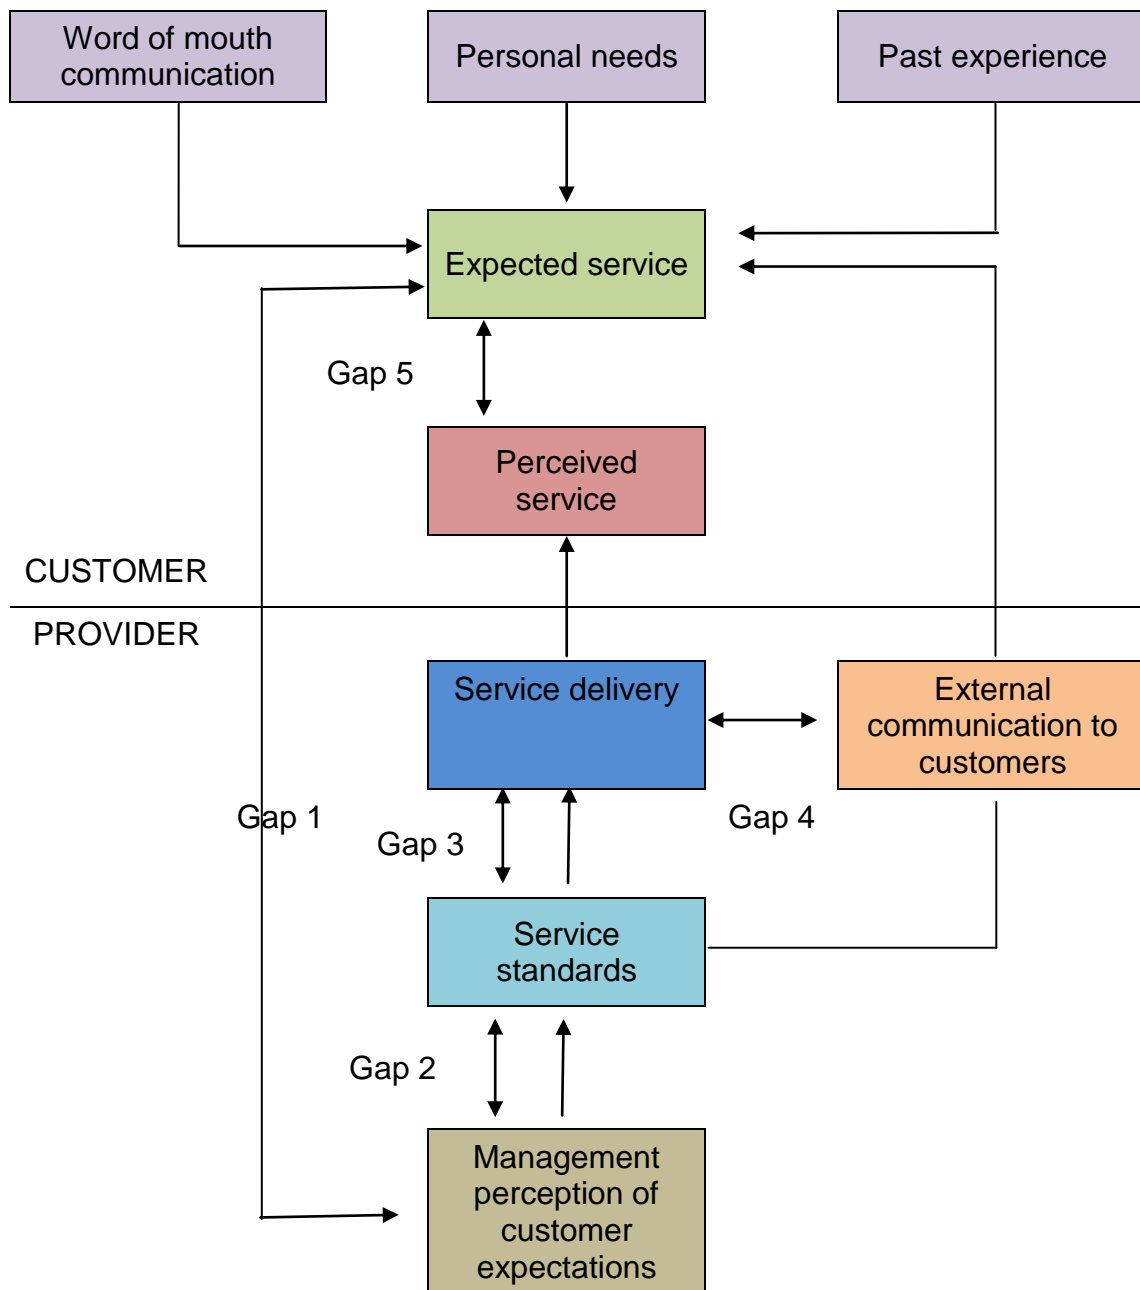 Word of mouth
communication
Personal needs
Past experience
Expected service
Gap 5
Perceived
service
CUSTOMER
PROVIDER
Service delivery
External
communication to
customers
Gap 1
Gap 3
Gap 4
Service
standards
Gap 2
Management
perception of
customer
expectations